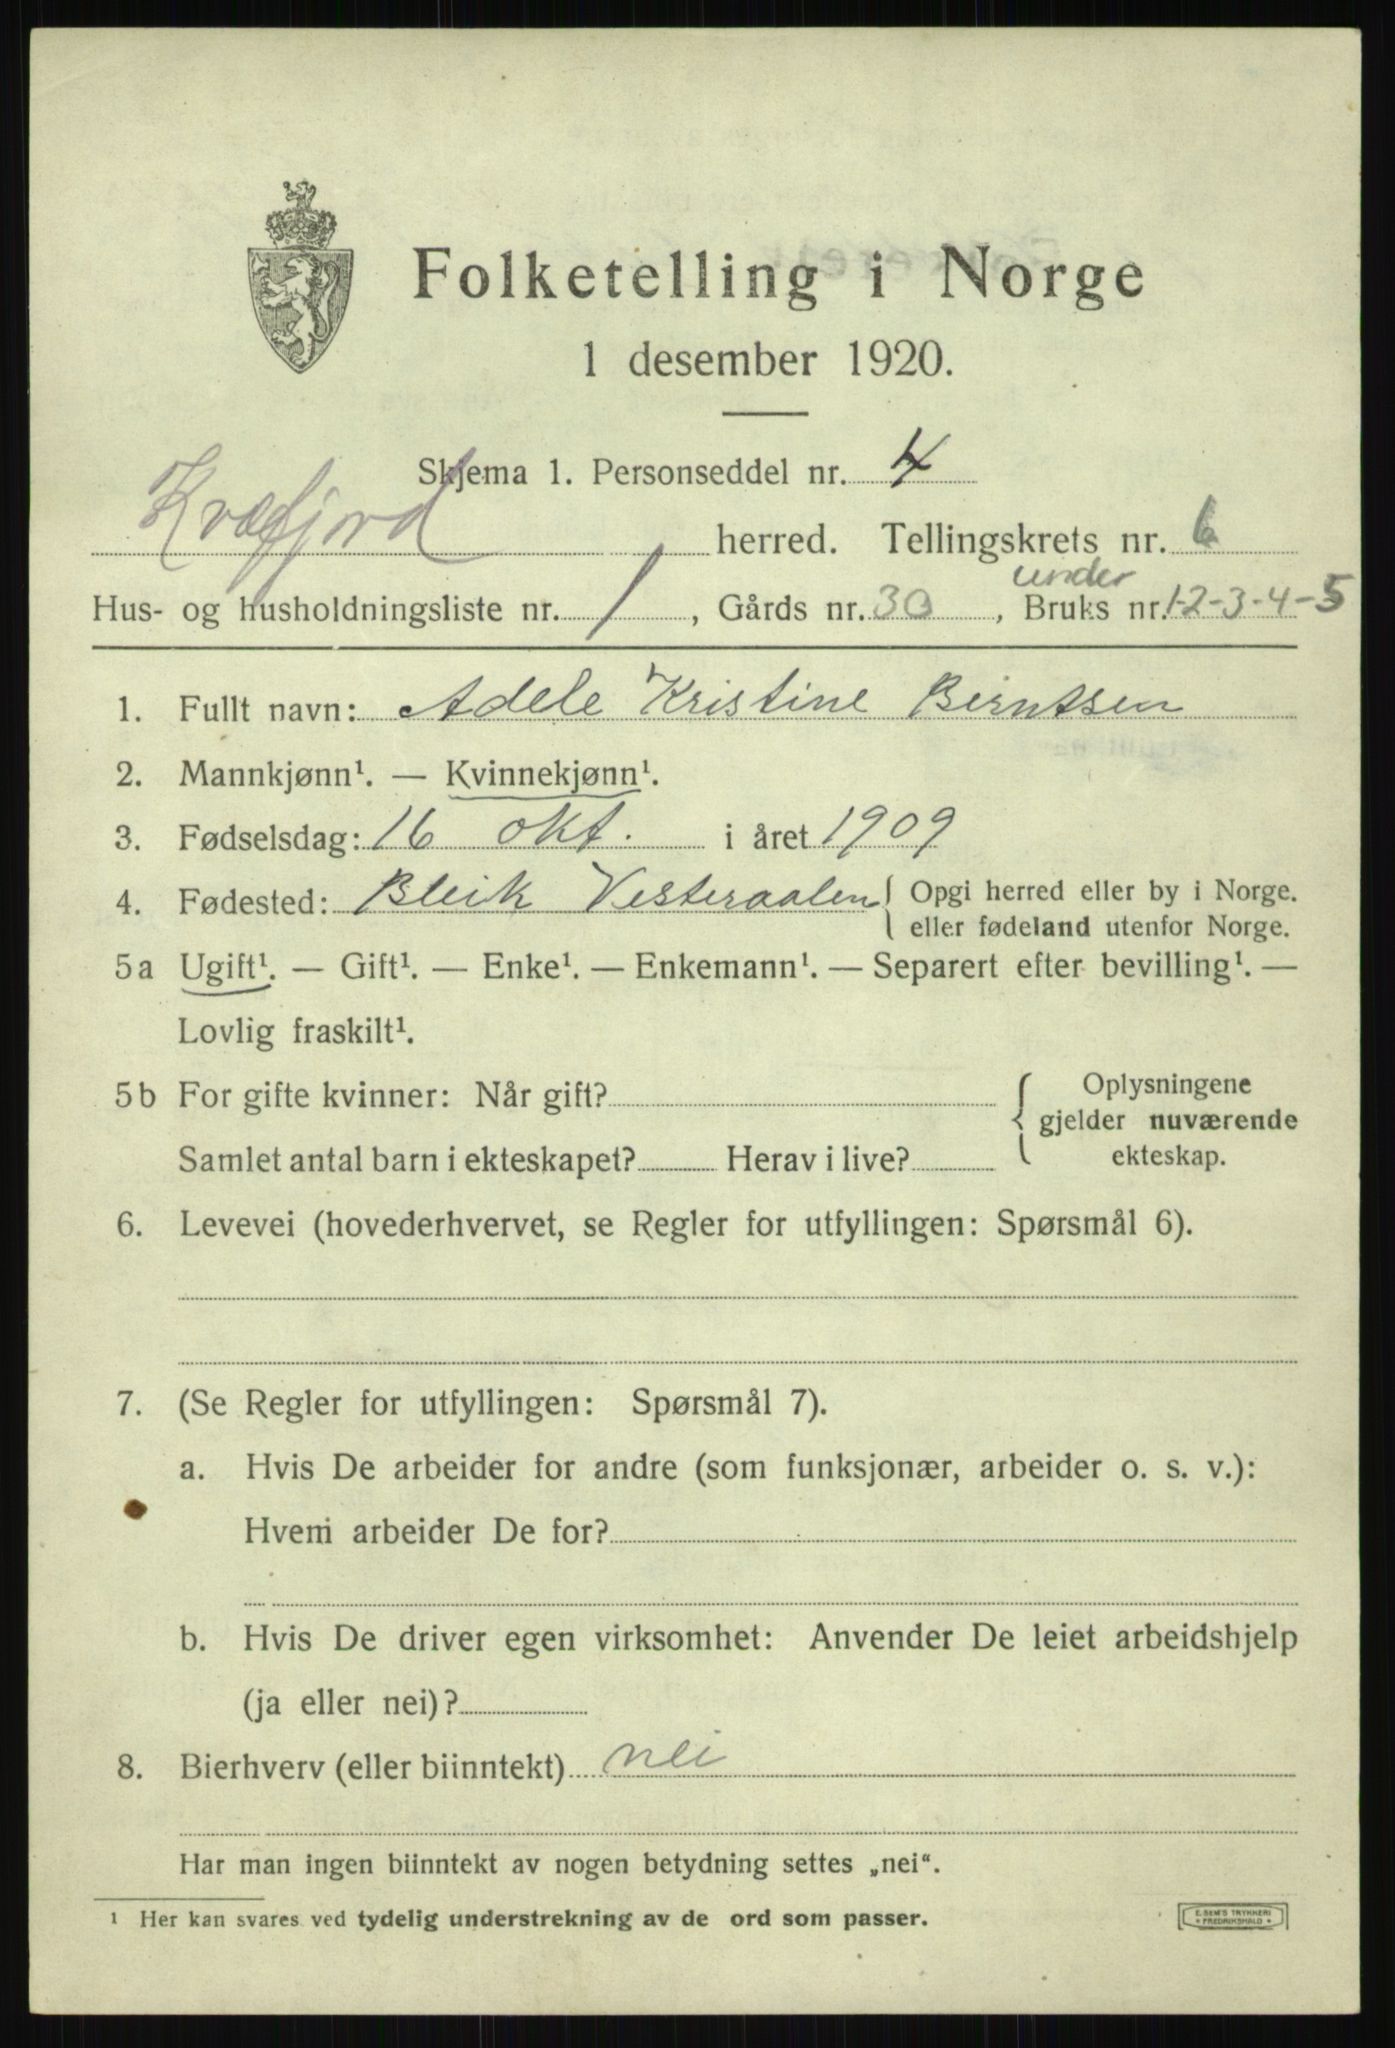 Folketelling i Norge
1 desember 1920.
Skjema 1. Personseddel nr. 4
Kvæfjord herred. Tellingskrets nr. 6
under
Hus- og husholdningsliste nr. 1, Gårds nr. 30, Bruks nr. 1-2-3-4-5
1. Fullt navn: Adele Kristine Berntsen
2. Mannkjønn¹. — Kvinnekjønn¹.
3. Fødselsdag: 16 okt. i året 1909
4. Fødested: Bleik Vesteraalen { Opgi herred eller by i Norge.
eller fødeland utenfor Norge.
5a Ugift¹. — Gift¹. — Enke¹. — Enkemann¹. — Separert efter bevilling¹. —
Lovlig fraskilt¹.
5b For gifte kvinner: Når gift? { Oplysningene
gjelder nuværende
Samlet antal barn i ekteskapet? Herav i live? ekteskap.
6. Levevei (hovederhvervet, se Regler for utfyllingen: Spørsmål 6).
7. (Se Regler for utfyllingen: Spørsmål 7).
a. Hvis De arbeider for andre (som funksjonær, arbeider o. s. v.):
Hvem arbeider De for?
b. Hvis De driver egen virksomhet: Anvender De leiet arbeidshjelp
(ja eller nei)?
8. Bierhverv (eller biinntekt) nei
Har man ingen biinntekt av nogen betydning settes „nei“.
¹ Her kan svares ved tydelig understrekning av de ord som passer.
E. SEM'S TRYKKERI
* FREDRIKSHALD *